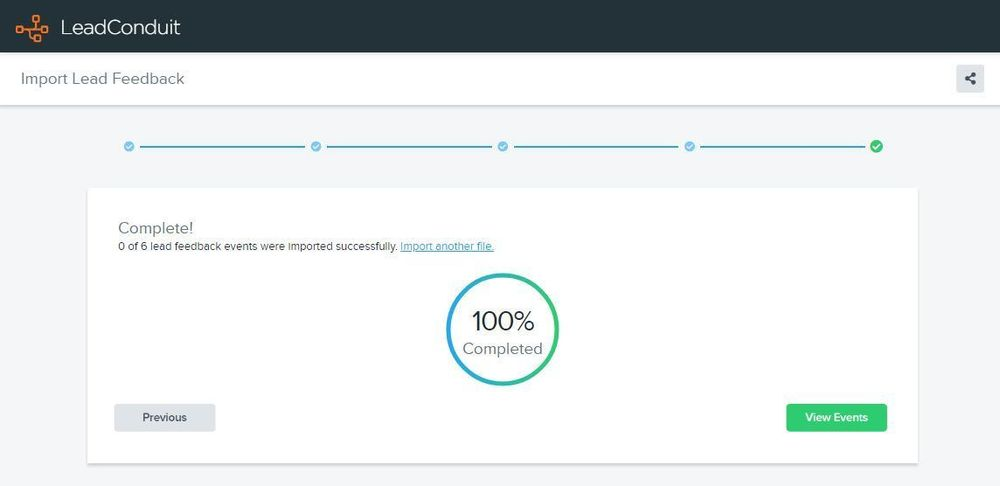 LeadConduit
Import Lead Feedback
Complete!
0 of 6 lead feedback events were imported successfully. Import another file.
100%
Completed
Previous
View Events